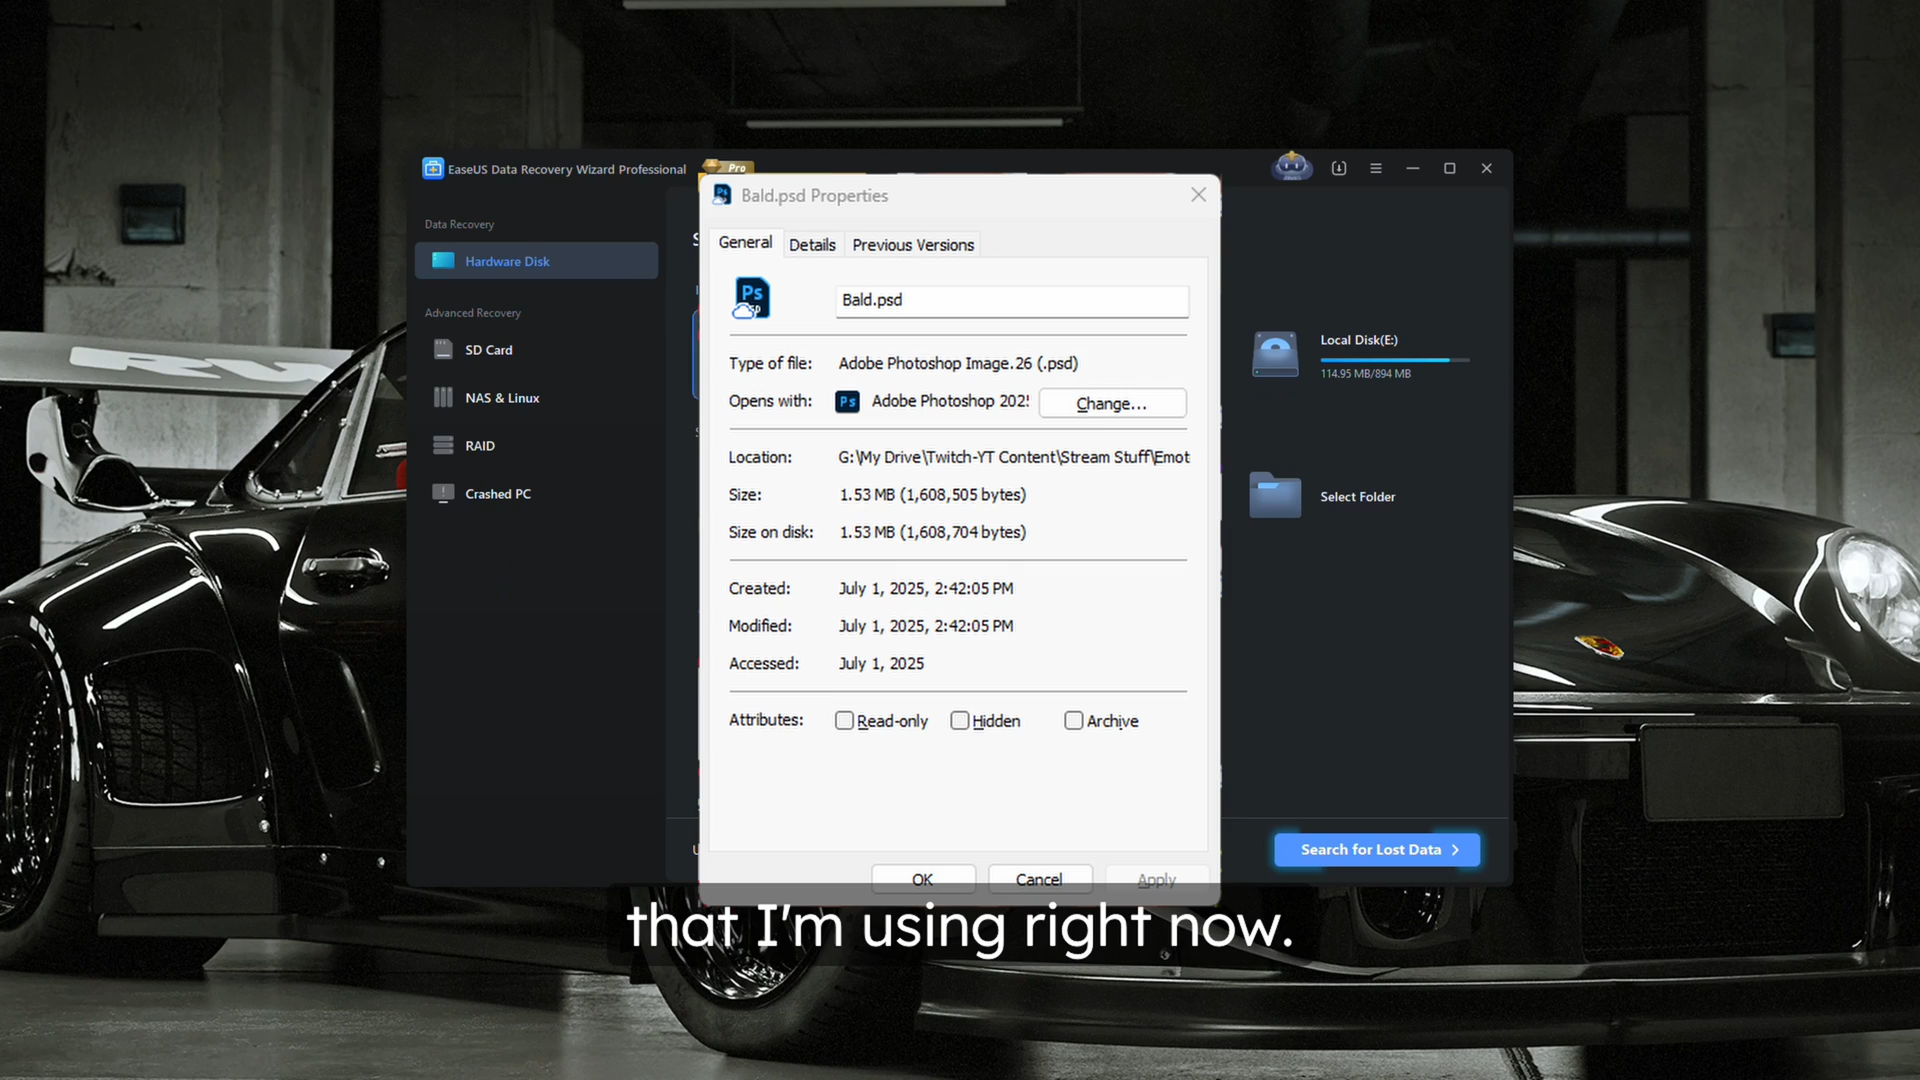 EaseUS Data Recovery Wizard Professional
Pro
Data Recovery
Hardware Disk
Advanced Recovery
SD Card
NAS & Linux
RAID
Crashed PC
Bald.psd Properties
General Details Previous Versions
Ps
Bald.psd
Type of file: Adobe Photoshop Image.26 (.psd)
Opens with: Ps Adobe Photoshop 202
Change...
Location: G:\My Drive\Twitch-YT Content\Stream Stuff\Emot
Size: 1.53 MB (1,608,505 bytes)
Size on disk: 1.53 MB (1,608,704 bytes)
Created: July 1, 2025, 2:42:05 PM
Modified: July 1, 2025, 2:42:05 PM
Accessed: July 1, 2025
Attributes: Read-only Hidden Archive
OK Cancel Apply
Local Disk(E:)
114.95 MB/894 MB
Select Folder
Search for Lost Data
that I'm using right now.